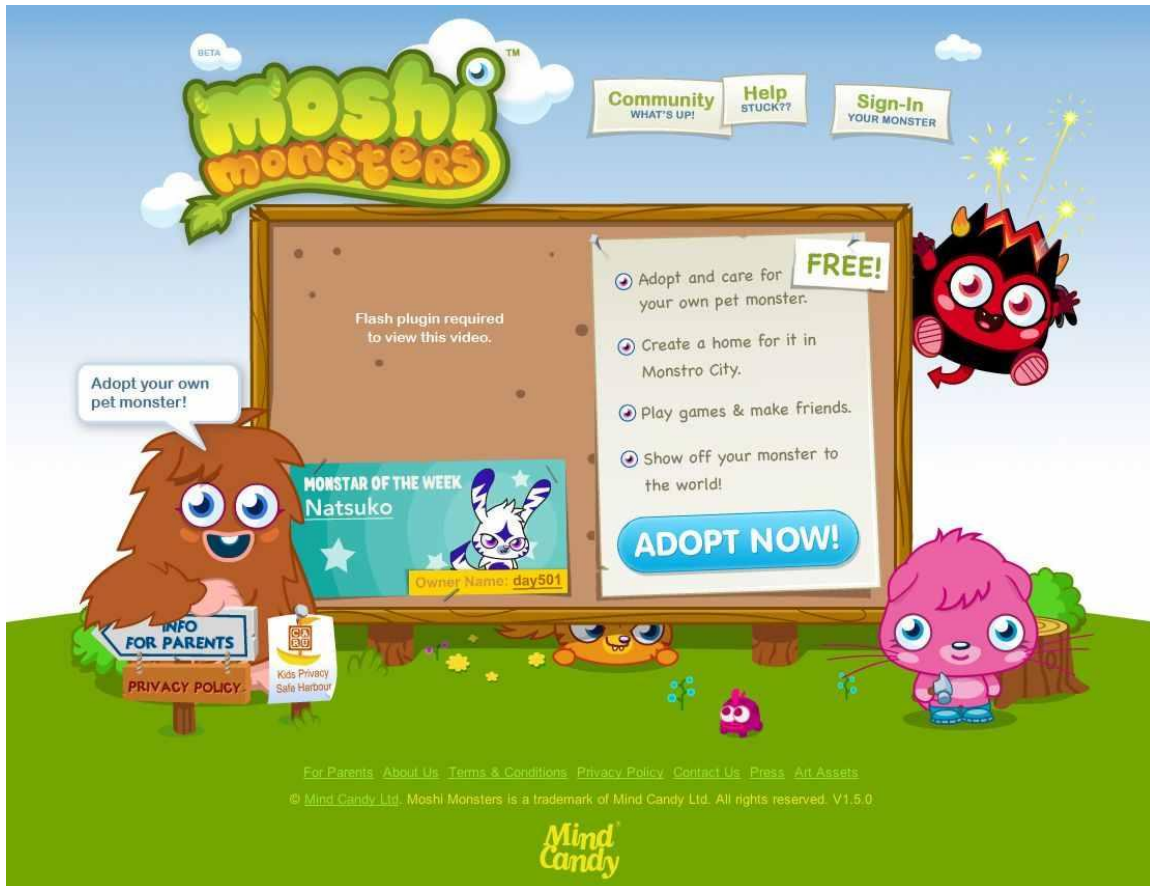 BETA
moshi
monsters
TM
Community
WHAT'S UP!
Help
STUCK??
Sign-In
YOUR MONSTER
Flash plugin required
to view this video.
FREE!
Adopt and care for
your own pet monster.
Create a home for it in
Monstro City.
Play games & make friends.
Show off your monster to
the world!
ADOPT NOW!
Adopt your own
pet monster!
MONSTAR OF THE WEEK
Natsuko
Owner Name: day501
INFO
FOR PARENTS
PRIVACY POLICY
CARU
Kids Privacy
Safe Harbour
For Parents About Us Terms & Conditions Privacy Policy Contact Us Press Art Assets
© Mind Candy Ltd. Moshi Monsters is a trademark of Mind Candy Ltd. All rights reserved. V1.5.0
Mind
Candy